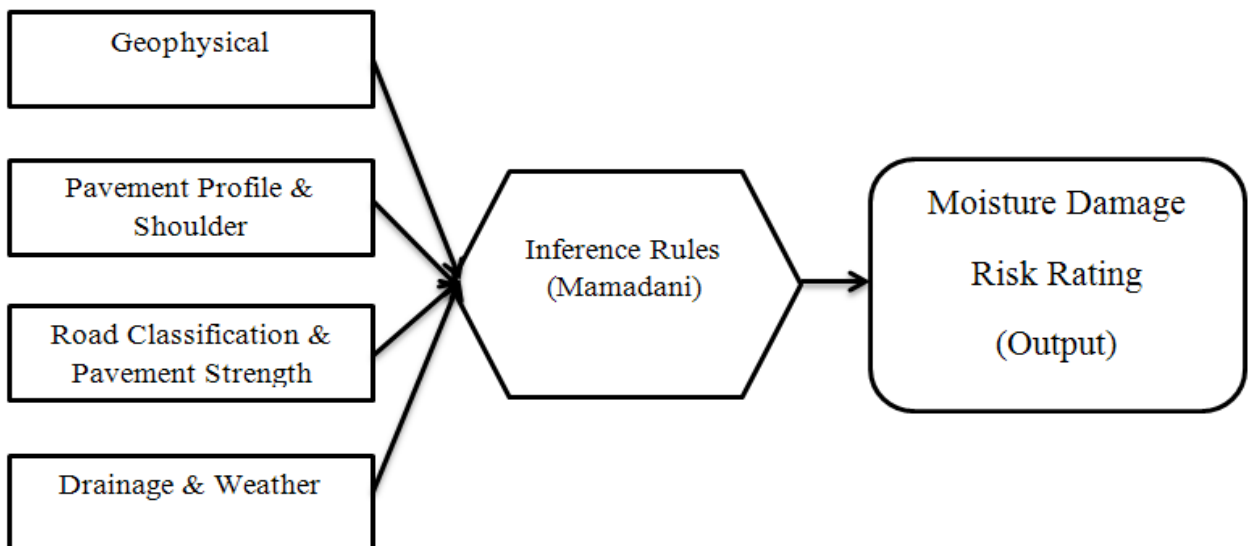 Geophysical
Pavement Profile &
Shoulder
Road Classification &
Pavement Strength
Drainage & Weather
Inference Rules
(Mamadani)
Moisture Damage
Risk Rating
(Output)